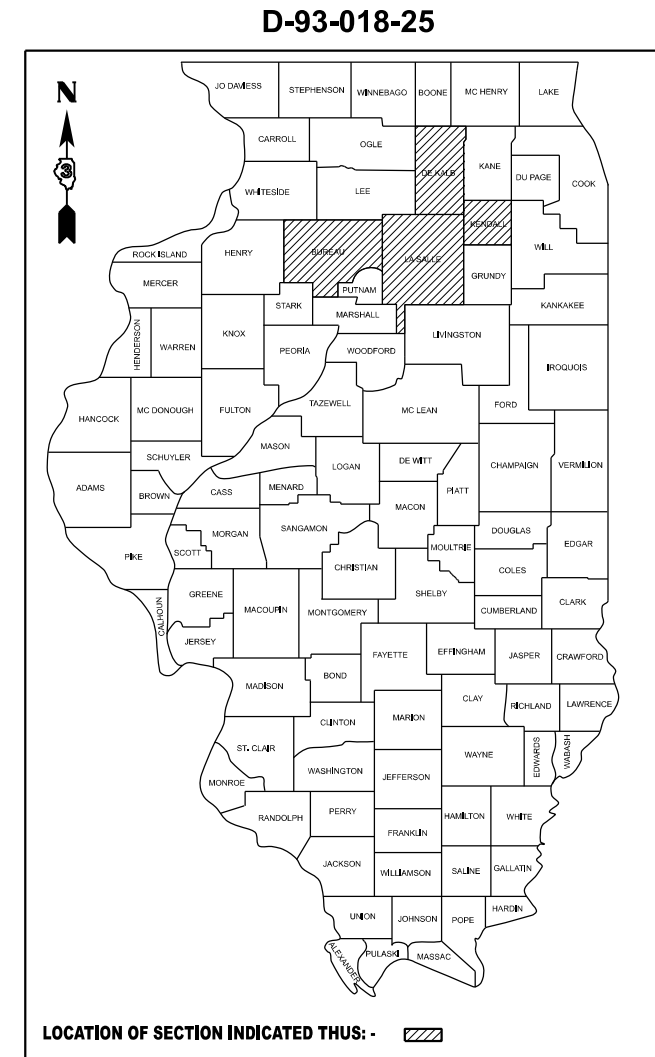 D-93-018-25
JO DAVIESS STEPHENSON WINNEBAGO BOONE MC HENRY LAKE
N
CARROLL OGLE
3
DE KALB KANE DU PAGE COOK
WHITESIDE LEE
KENDALL
BUREAU LA SALLE WILL
ROCK ISLAND HENRY
MERCER PUTNAM GRUNDY
STARK MARSHALL KANKAKEE
HENDERSON WARREN KNOX LIVINGSTON
PEORIA WOODFORD
IROQUOIS
TAZEWELL FORD
HANCOCK MC DONOUGH FULTON MC LEAN
MASON
SCHUYLER LOGAN DE WITT CHAMPAIGN VERMILION
ADAMS BROWN CASS MENARD PIATT
MACON
MORGAN SANGAMON DOUGLAS
PIKE SCOTT MOULTRIE EDGAR
CHRISTIAN COLES
GREENE SHELBY
CALHOUN MACOUPIN MONTGOMERY CUMBERLAND CLARK
JERSEY
FAYETTE EFFINGHAM JASPER CRAWFORD
BOND
MADISON
CLAY RICHLAND LAWRENCE
CLINTON MARION
ST. CLAIR WAYNE EDWARDS WABASH
WASHINGTON JEFFERSON
MONROE
RANDOLPH PERRY HAMILTON WHITE
FRANKLIN
JACKSON WILLIAMSON SALINE GALLATIN
UNION JOHNSON POPE HARDIN
ALEXANDER PULASKI MASSAC
LOCATION OF SECTION INDICATED THUS: -